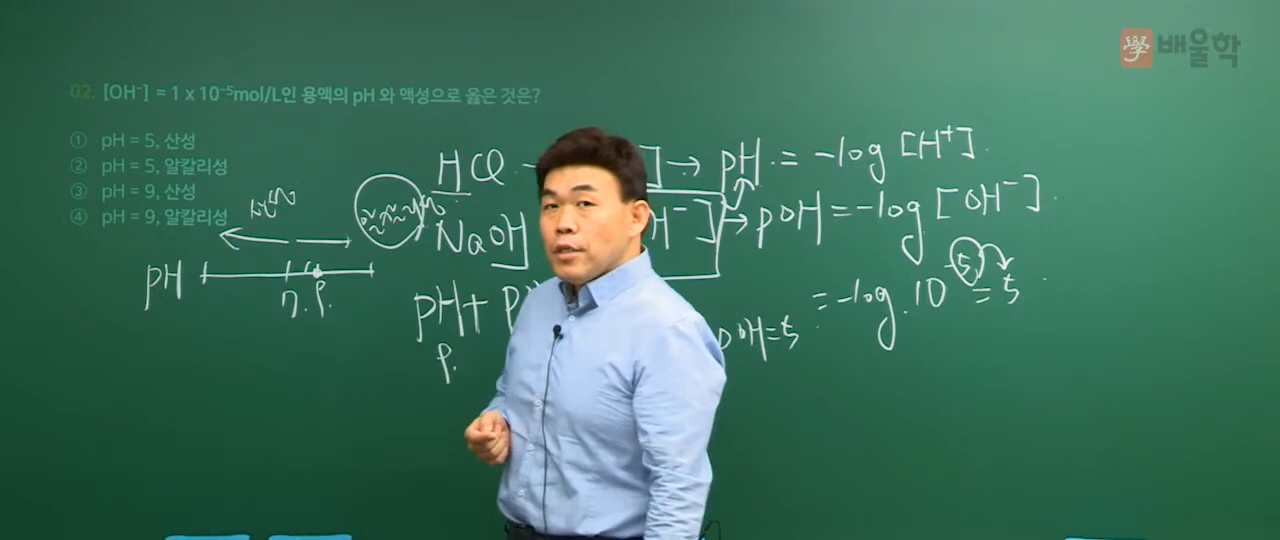 學 배울학
02. [OH⁻] = 1 x 10⁻⁵mol/L인 용액의 pH 와 액성으로 옳은 것은?
① pH = 5, 산성
② pH = 5, 알칼리성
③ pH = 9, 산성
④ pH = 9, 알칼리성
HCl → pH = -log [H⁺].
NaOH H⁻] → pOH = -log [OH⁻].
= -log 10⁻⁵ = 5
pH 7. 9.
pH + p
9.
pOH = 5